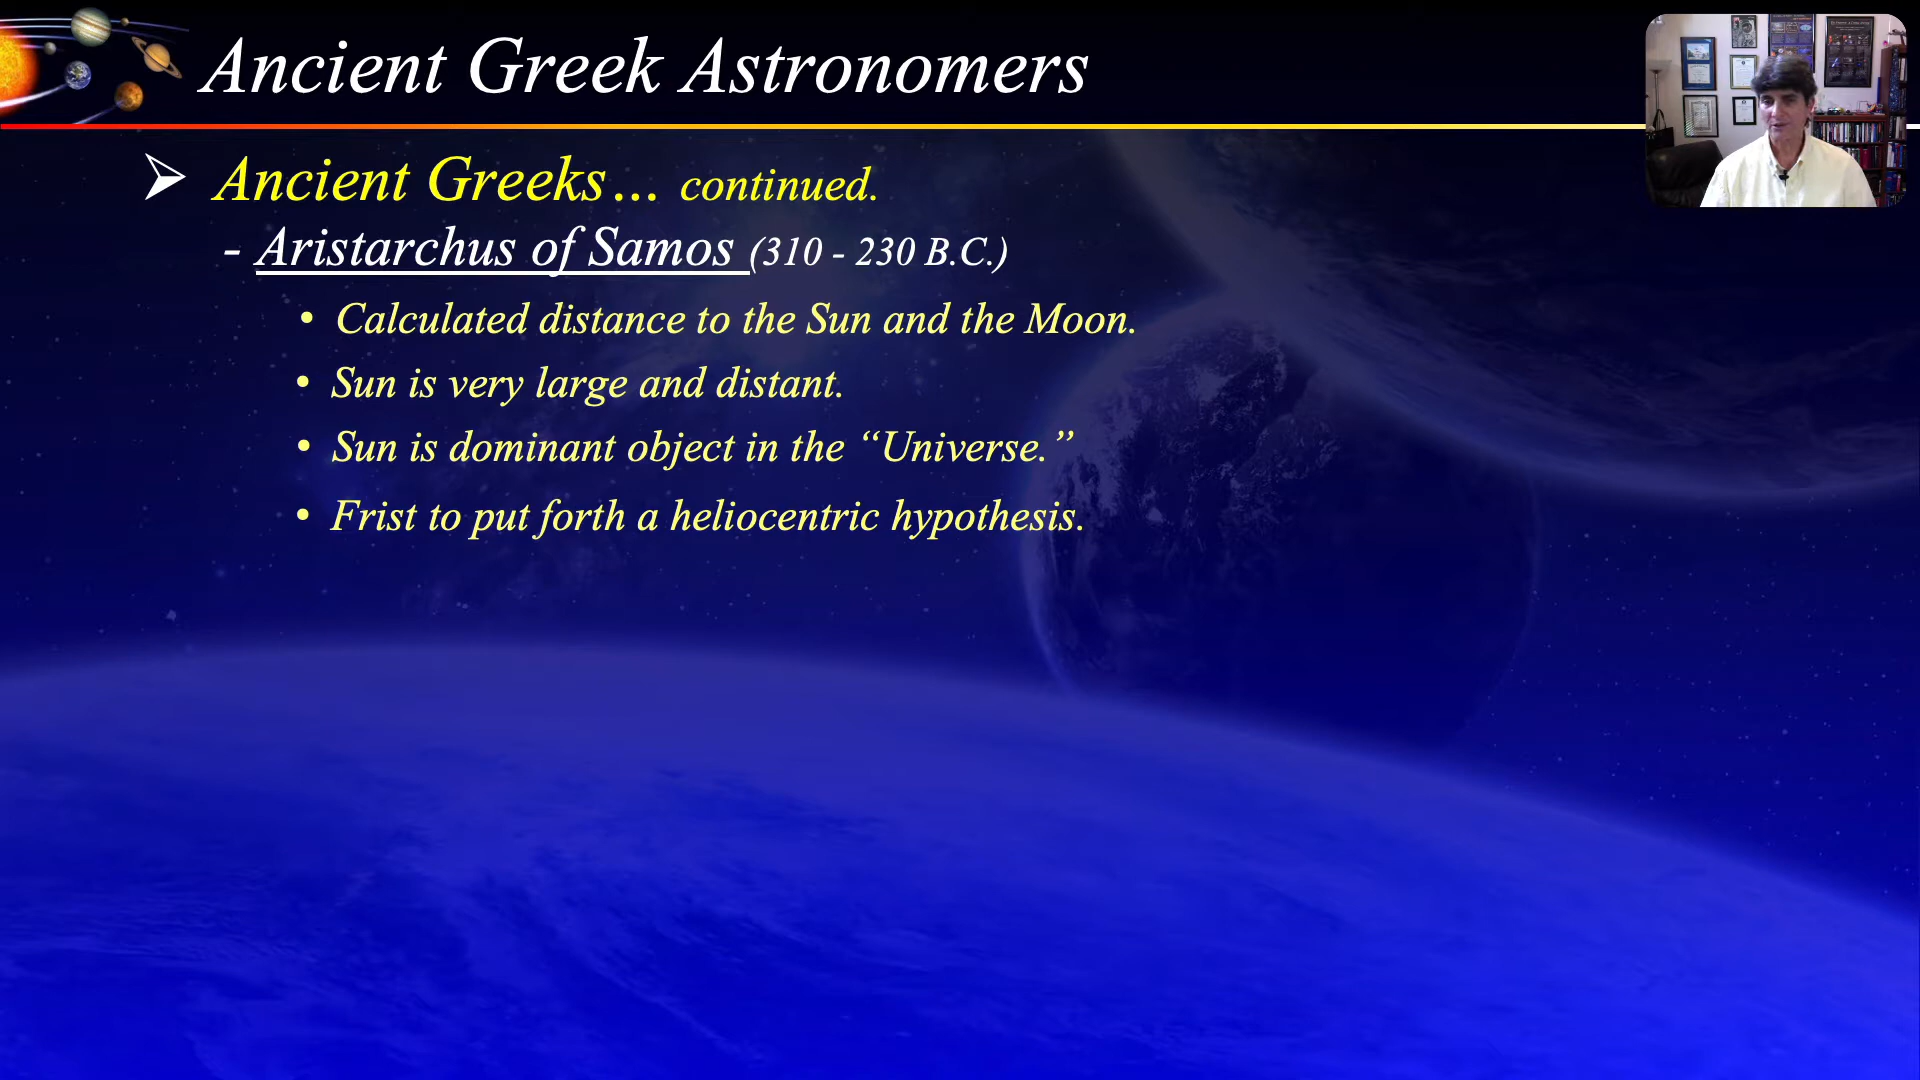 Ancient Greek Astronomers
➢ Ancient Greeks… continued.
- Aristarchus of Samos (310 - 230 B.C.)
• Calculated distance to the Sun and the Moon.
• Sun is very large and distant.
• Sun is dominant object in the “Universe.”
• Frist to put forth a heliocentric hypothesis.